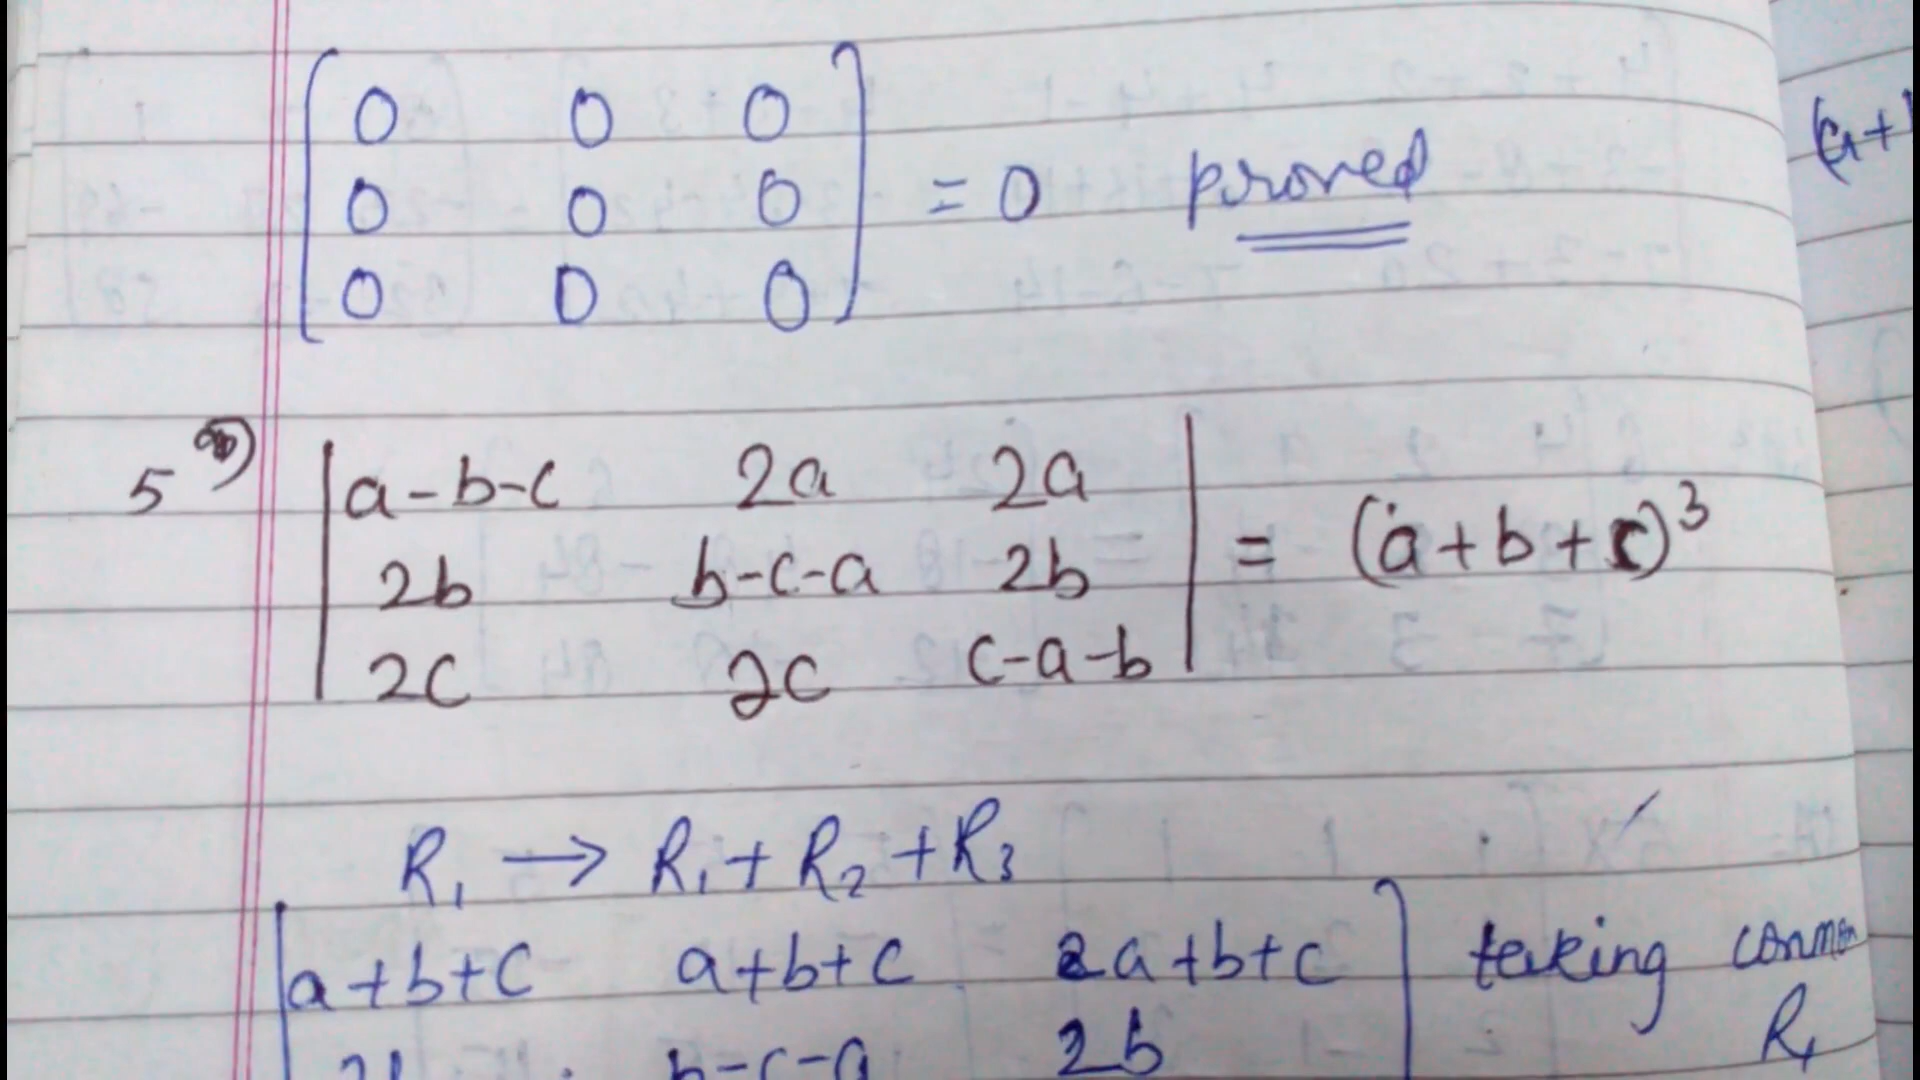 0 0 0
0 0 0 = 0 proved
0 0 0
5
a-b-c 2a 2a
2b b-c-a 2b = (a+b+c)³
2c 2c c-a-b
R₁ → R₁ + R₂ + R₃
a+b+c a+b+c a+b+c taking common
b-c-a 2b R₁
(a+